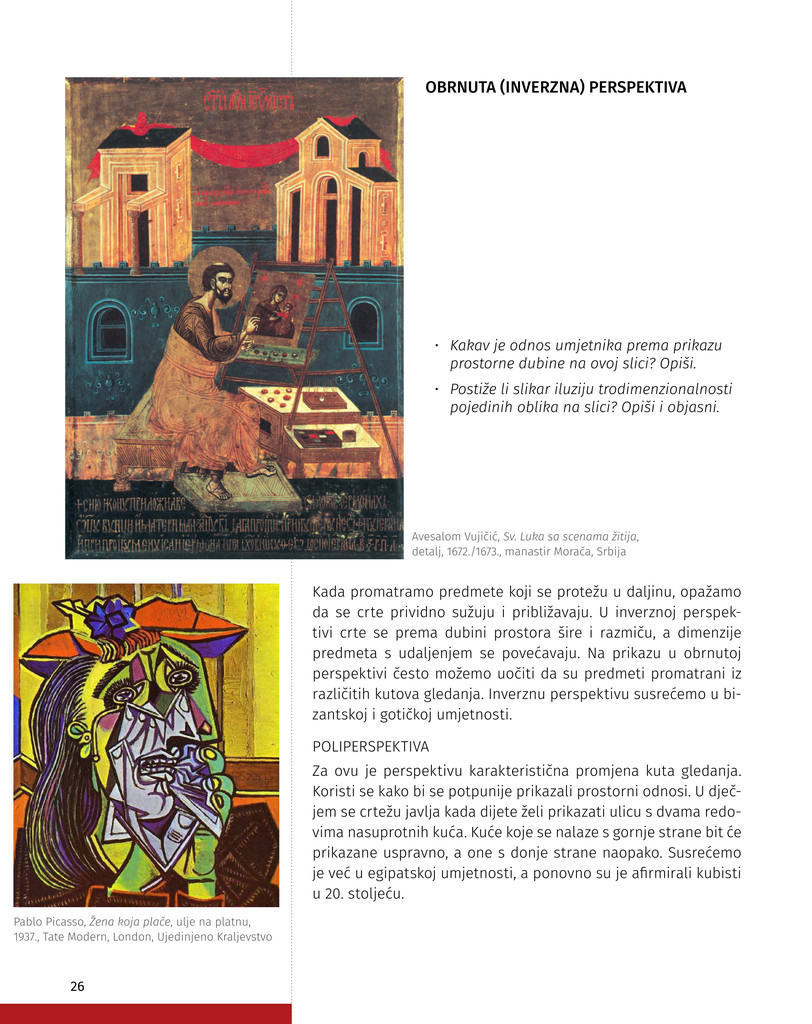 OBRNUTA (INVERZNA) PERSPEKTIVA
· Kakav je odnos umjetnika prema prikazu
prostorne dubine na ovoj slici? Opiši.
· Postiže li slikar iluziju trodimenzionalnosti
pojedinih oblika na slici? Opiši i objasni.
Avesalom Vujičić, Sv. Luka sa scenama žitija,
detalj, 1672./1673., manastir Morača, Srbija
Kada promatramo predmete koji se protežu u daljinu, opažamo
da se crte prividno sužuju i približavaju. U inverznoj perspek-
tivi crte se prema dubini prostora šire i razmiču, a dimenzije
predmeta s udaljenjem se povećavaju. Na prikazu u obrnutoj
perspektivi često možemo uočiti da su predmeti promatrani iz
različitih kutova gledanja. Inverznu perspektivu susrećemo u bi-
zantskoj i gotičkoj umjetnosti.
POLIPERSPEKTIVA
Za ovu je perspektivu karakteristična promjena kuta gledanja.
Koristi se kako bi se potpunije prikazali prostorni odnosi. U dječ-
jem se crtežu javlja kada dijete želi prikazati ulicu s dvama redo-
vima nasuprotnih kuća. Kuće koje se nalaze s gornje strane bit će
prikazane uspravno, a one s donje strane naopako. Susrećemo
je već u egipatskoj umjetnosti, a ponovno su je afirmirali kubisti
u 20. stoljeću.
Pablo Picasso, Žena koja plače, ulje na platnu,
1937., Tate Modern, London, Ujedinjeno Kraljevstvo
26